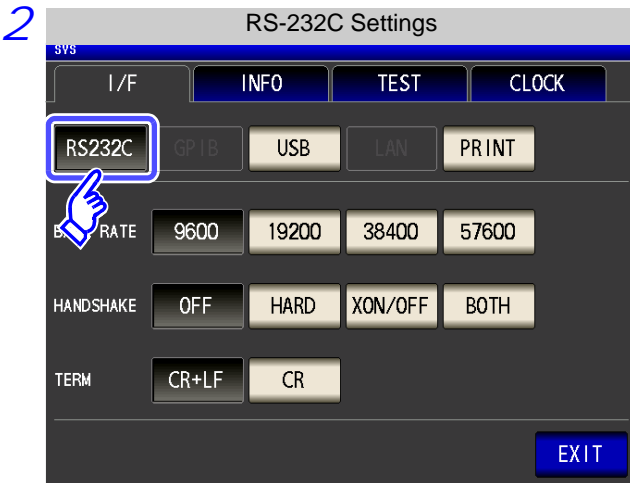 2 RS-232C Settings
SYS
I/F INFO TEST CLOCK
RS232C GPIB USB LAN PRINT
RATE 9600 19200 38400 57600
HANDSHAKE OFF HARD XON/OFF BOTH
TERM CR+LF CR
EXIT